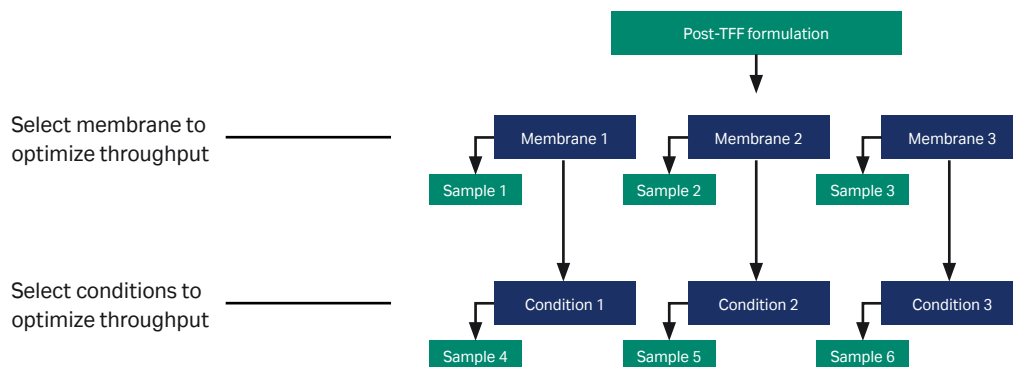 Post-TFF formulation
Select membrane to
optimize throughput
Membrane 1
Membrane 2
Membrane 3
Sample 1
Sample 2
Sample 3
Select conditions to
optimize throughput
Condition 1
Condition 2
Condition 3
Sample 4
Sample 5
Sample 6